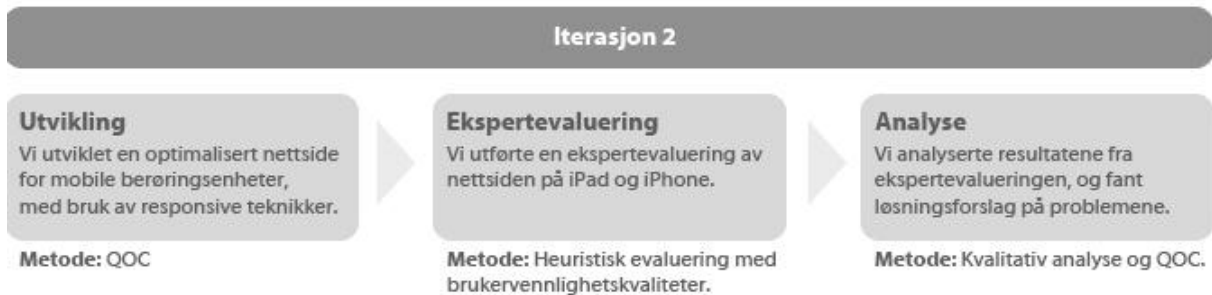 Iterasjon 2
Utvikling
Vi utviklet en optimalisert nettside
for mobile berøringsenheter,
med bruk av responsive teknikker.
Metode: QOC
Ekspertevaluering
Vi utførte en ekspertevaluering av
nettsiden på iPad og iPhone.
Metode: Heuristisk evaluering med
brukervennlighetskvaliteter.
Analyse
Vi analyserte resultatene fra
ekspertevalueringen, og fant
løsningsforslag på problemene.
Metode: Kvalitativ analyse og QOC.